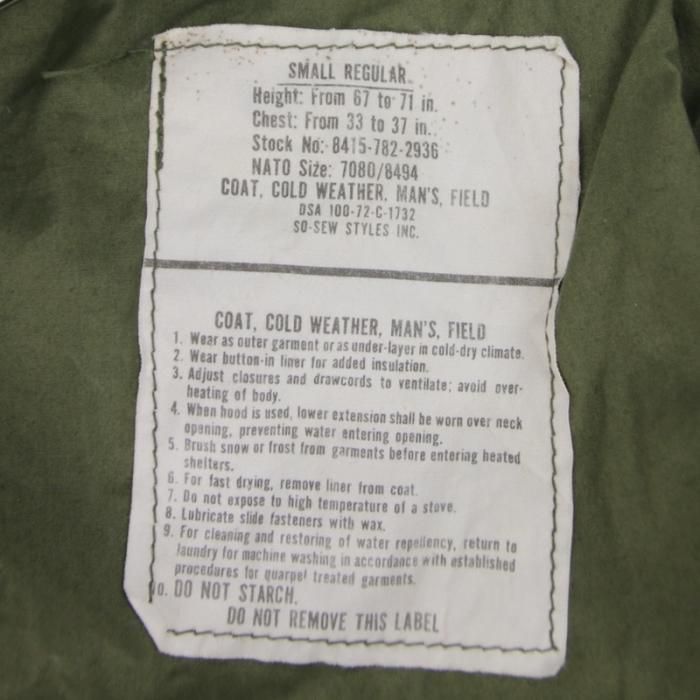 SMALL REGULAR
Height: From 67 to 71 in.
Chest: From 33 to 37 in.
Stock No: 8415-782-2936
NATO Size: 7080/8494
COAT, COLD WEATHER, MAN'S, FIELD
DSA 100-72-C-1732
SO-SEW STYLES INC.
COAT, COLD WEATHER, MAN'S, FIELD
1. Wear as outer garment or as under-layer in cold-dry climate.
2. Wear button-in liner for added insulation.
3. Adjust closures and drawcords to ventilate; avoid over-
heating of body.
4. When hood is used, lower extension shall be worn over neck
opening, preventing water entering opening.
5. Brush snow or frost from garments before entering heated
shelters.
6. For fast drying, remove liner from coat.
7. Do not expose to high temperature of a stove.
8. Lubricate slide fasteners with wax.
9. For cleaning and restoring of water repellency, return to
laundry for machine washing in accordance with established
procedures for quarpel treated garments.
10. DO NOT STARCH.
DO NOT REMOVE THIS LABEL